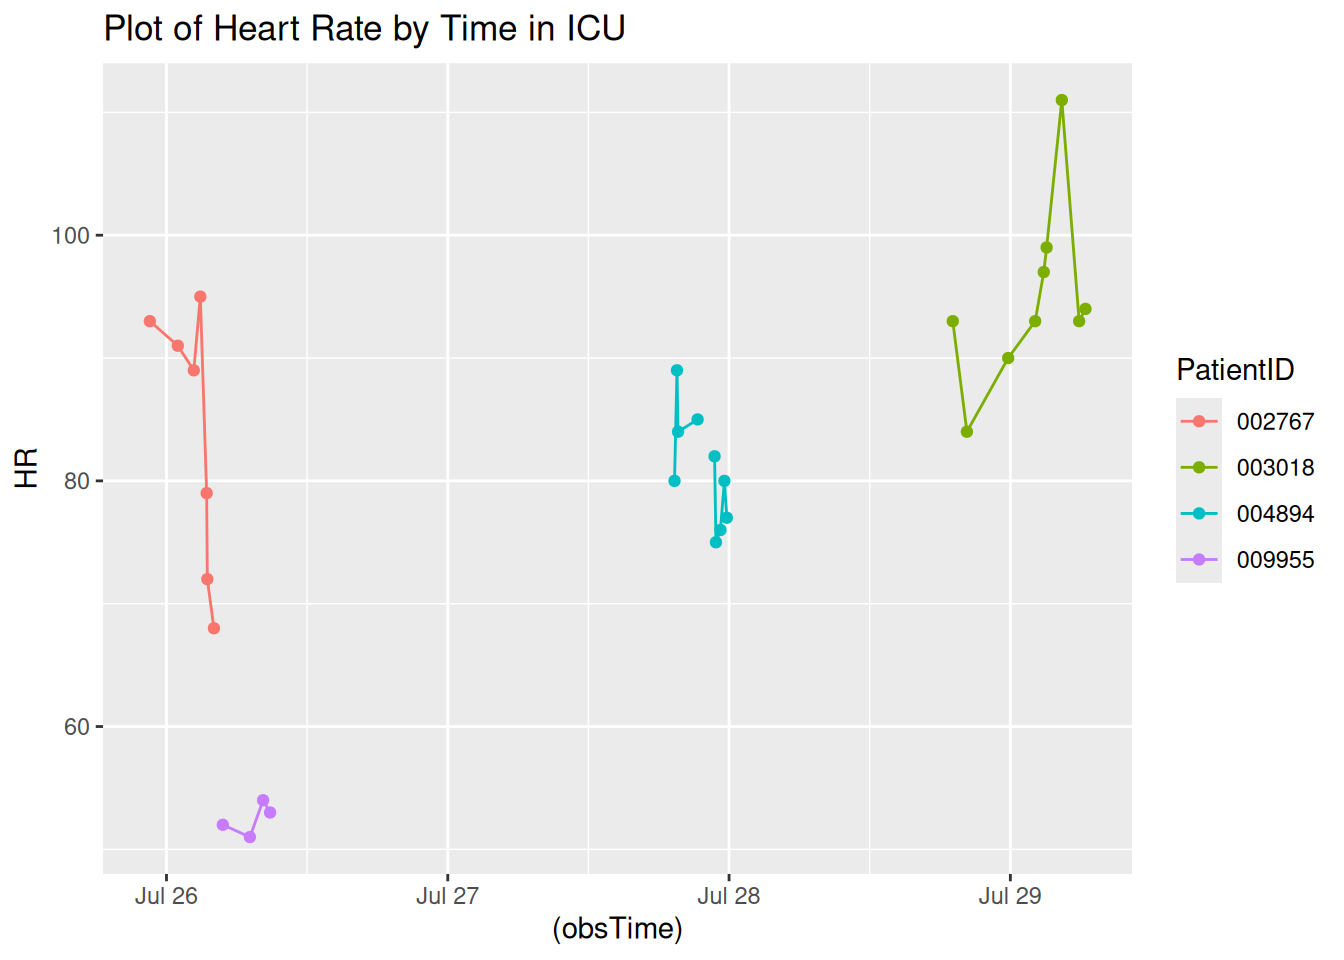 Plot of Heart Rate by Time in ICU
HR
100
80
60
Jul 26
Jul 27
Jul 28
Jul 29
(obsTime)
PatientID
002767
003018
004894
009955